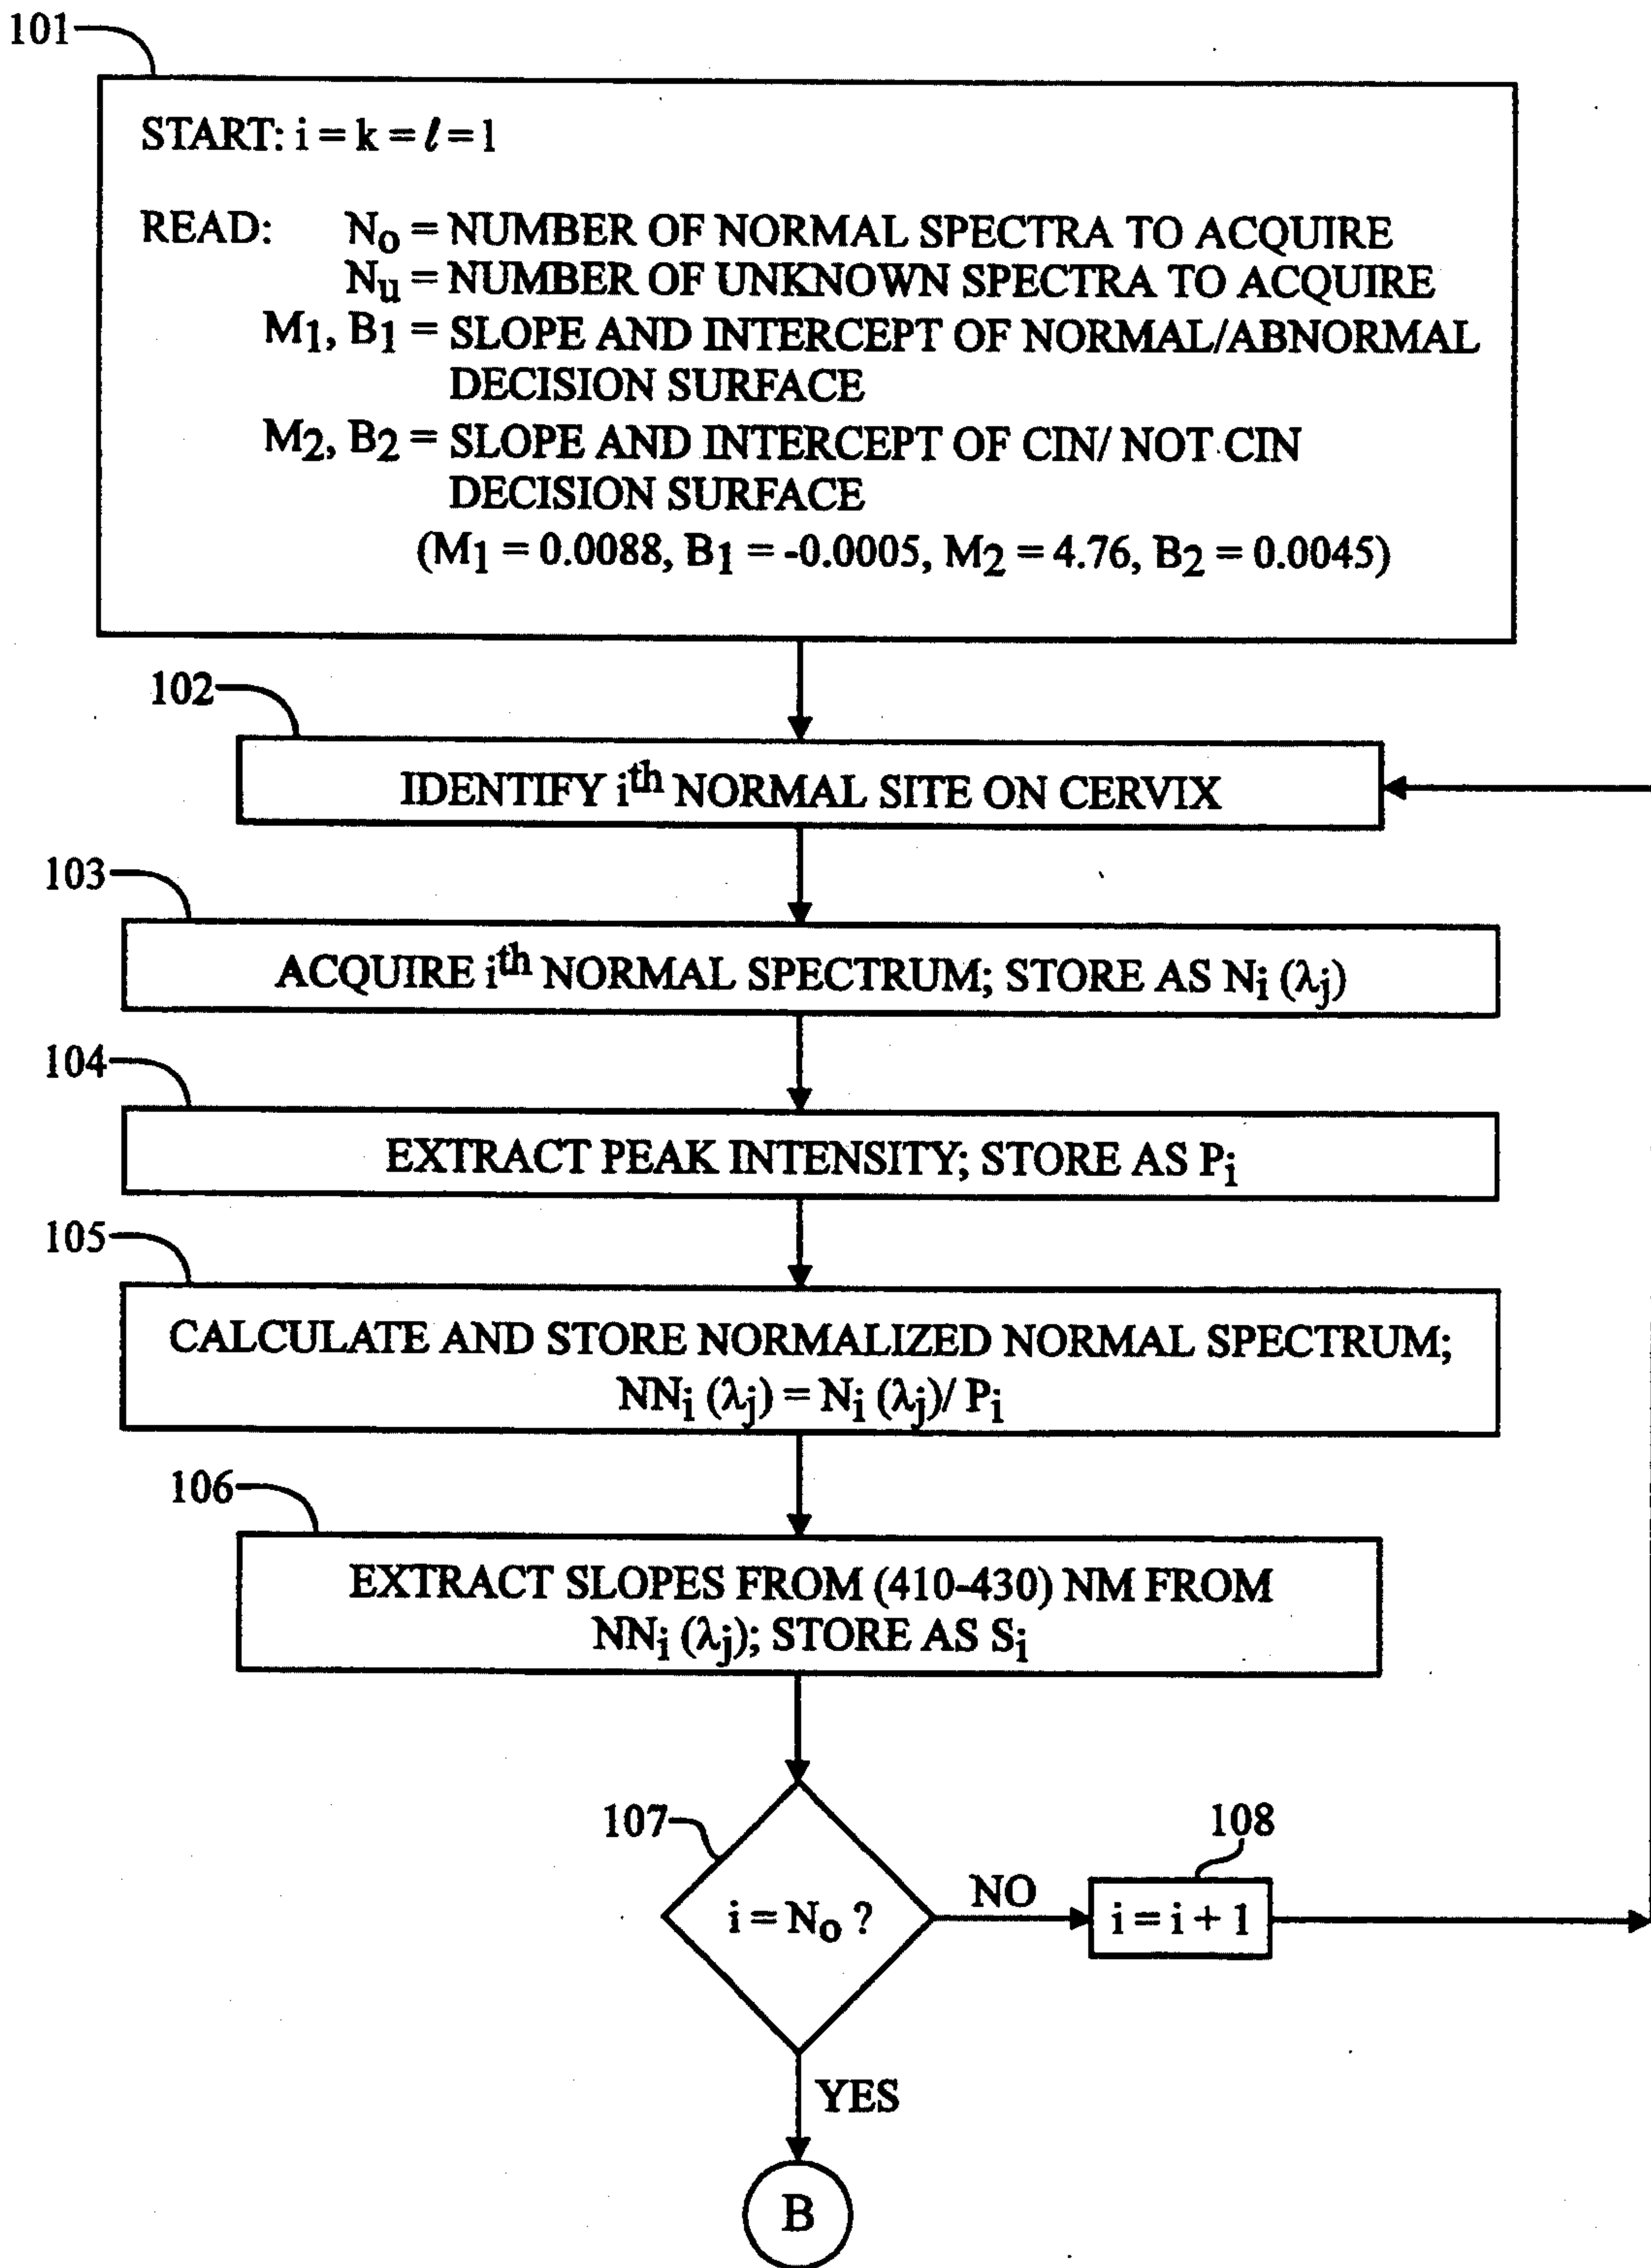 101
START: i = k = ℓ = 1
READ: N₀ = NUMBER OF NORMAL SPECTRA TO ACQUIRE
Nᵤ = NUMBER OF UNKNOWN SPECTRA TO ACQUIRE
M₁, B₁ = SLOPE AND INTERCEPT OF NORMAL/ABNORMAL
DECISION SURFACE
M₂, B₂ = SLOPE AND INTERCEPT OF CIN/ NOT CIN
DECISION SURFACE
(M₁ = 0.0088, B₁ = -0.0005, M₂ = 4.76, B₂ = 0.0045)
102
IDENTIFY iᵗʰ NORMAL SITE ON CERVIX
103
ACQUIRE iᵗʰ NORMAL SPECTRUM; STORE AS Nᵢ (λⱼ)
104
EXTRACT PEAK INTENSITY; STORE AS Pᵢ
105
CALCULATE AND STORE NORMALIZED NORMAL SPECTRUM;
NNᵢ (λⱼ) = Nᵢ (λⱼ)/ Pᵢ
106
EXTRACT SLOPES FROM (410-430) NM FROM
NNᵢ (λⱼ); STORE AS Sᵢ
107
108
i = N₀ ?
NO
i = i + 1
YES
B